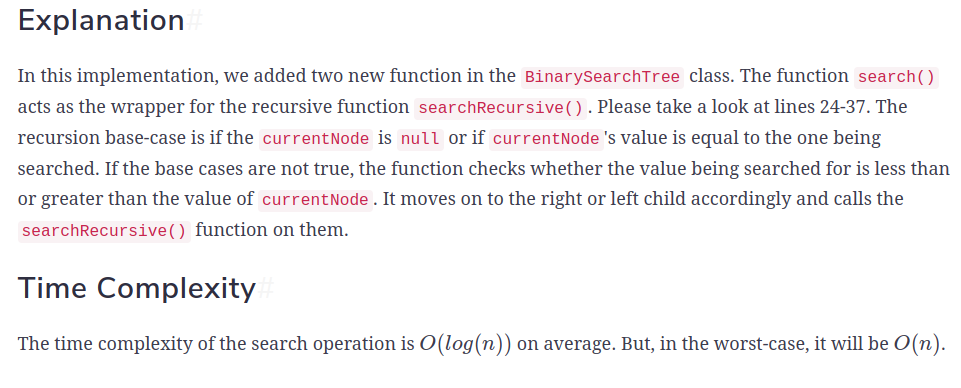 Explanation#
In this implementation, we added two new function in the BinarySearchTree class. The function search()
acts as the wrapper for the recursive function searchRecursive(). Please take a look at lines 24-37. The
recursion base-case is if the currentNode is null or if currentNode's value is equal to the one being
searched. If the base cases are not true, the function checks whether the value being searched for is less than
or greater than the value of currentNode. It moves on to the right or left child accordingly and calls the
searchRecursive() function on them.
Time Complexity#
The time complexity of the search operation is O(log(n)) on average. But, in the worst-case, it will be O(n).